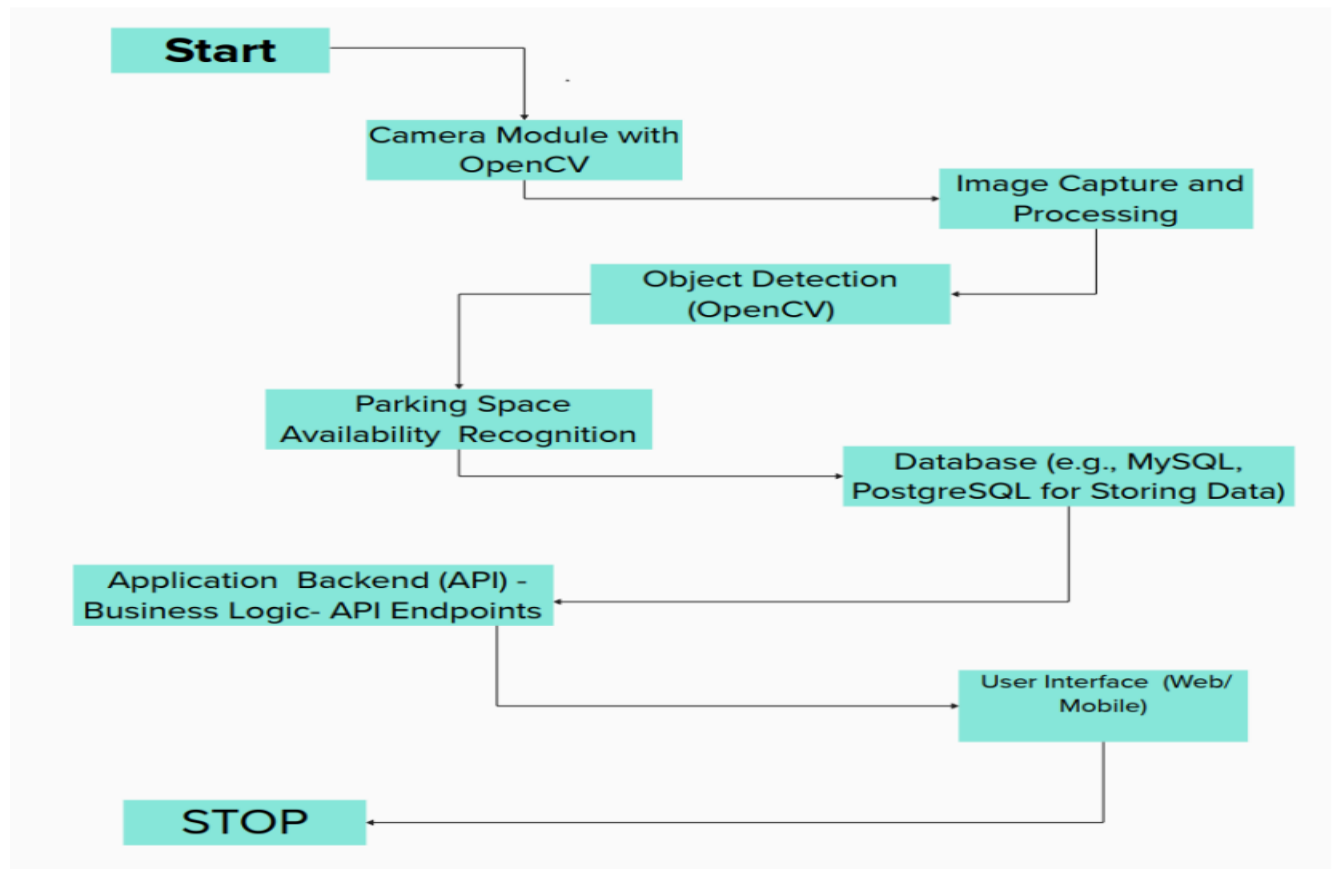 Start
Camera Module with
OpenCV
Image Capture and
Processing
Object Detection
(OpenCV)
Parking Space
Availability Recognition
Database (e.g., MySQL,
PostgreSQL for Storing Data)
Application Backend (API) -
Business Logic- API Endpoints
User Interface (Web/
Mobile)
STOP